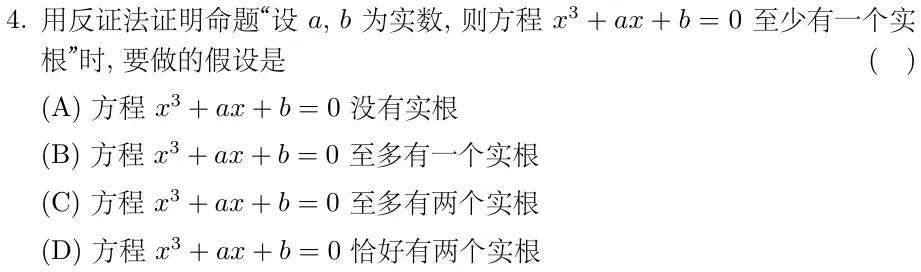 4. 用反证法证明命题“设 a, b 为实数, 则方程 x³ + ax + b = 0 至少有一个实
根”时, 要做的假设是 ( )
(A) 方程 x³ + ax + b = 0 没有实根
(B) 方程 x³ + ax + b = 0 至多有一个实根
(C) 方程 x³ + ax + b = 0 至多有两个实根
(D) 方程 x³ + ax + b = 0 恰好有两个实根